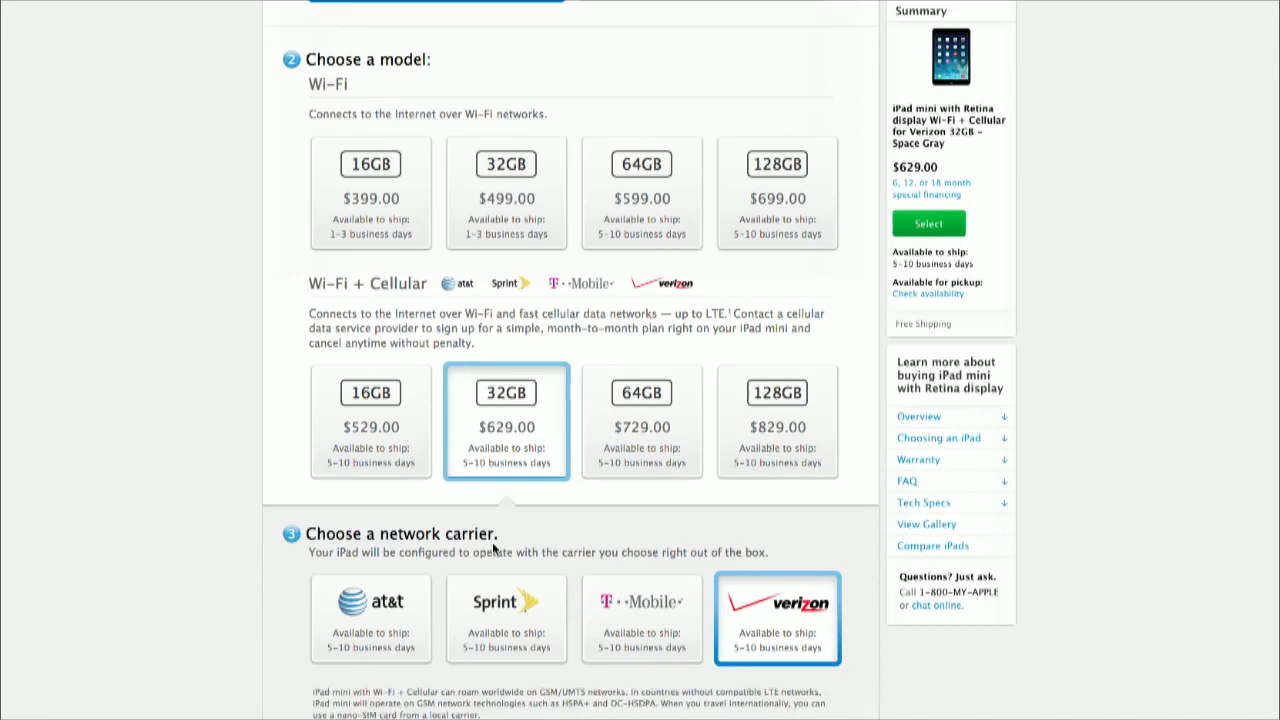 2 Choose a model:
Wi-Fi
Connects to the Internet over Wi-Fi networks.
16GB
$399.00
Available to ship:
1-3 business days
32GB
$499.00
Available to ship:
1-3 business days
64GB
$599.00
Available to ship:
5-10 business days
128GB
$699.00
Available to ship:
5-10 business days
Wi-Fi + Cellular at&t Sprint T··Mobile· verizon
Connects to the Internet over Wi-Fi and fast cellular data networks — up to LTE.¹ Contact a cellular
data service provider to sign up for a simple, month-to-month plan right on your iPad mini and
cancel anytime without penalty.
16GB
$529.00
Available to ship:
5-10 business days
32GB
$629.00
Available to ship:
5-10 business days
64GB
$729.00
Available to ship:
5-10 business days
128GB
$829.00
Available to ship:
5-10 business days
3 Choose a network carrier.
Your iPad will be configured to operate with the carrier you choose right out of the box.
at&t
Available to ship:
5-10 business days
Sprint
Available to ship:
5-10 business days
T··Mobile·
Available to ship:
5-10 business days
verizon
Available to ship:
5-10 business days
iPad mini with Wi-Fi + Cellular can roam worldwide on GSM/UMTS networks. In countries without compatible LTE networks,
iPad mini will operate on GSM network technologies such as HSPA+ and DC-HSDPA. When you travel internationally, you can
use a nano-SIM card from a local carrier.
Summary
iPad mini with Retina
display Wi-Fi + Cellular
for Verizon 32GB -
Space Gray
$629.00
6, 12, or 18 month
special financing
Select
Available to ship:
5-10 business days
Available for pickup:
Check availability
Free Shipping
Learn more about
buying iPad mini
with Retina display
Overview ↓
Choosing an iPad ↓
Warranty ↓
FAQ ↓
Tech Specs ↓
View Gallery
Compare iPads
Questions? Just ask.
Call 1-800-MY-APPLE
or chat online.